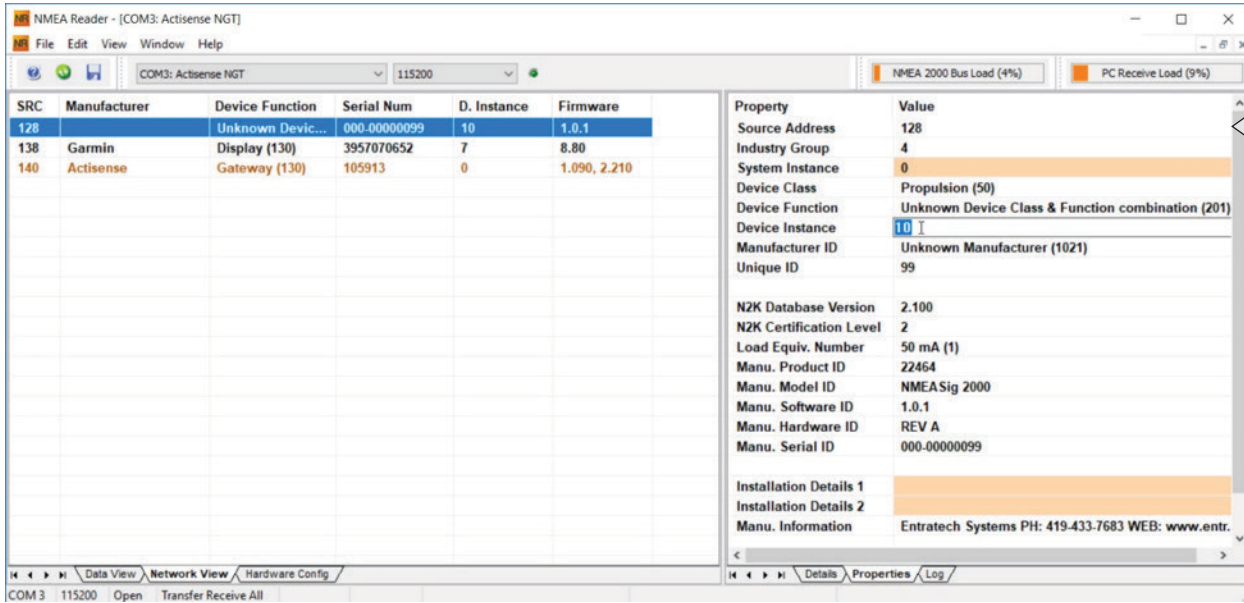 NR NMEA Reader - [COM3: Actisense NGT]
NR File Edit View Window Help
COM3: Actisense NGT 115200 NMEA 2000 Bus Load (4%) PC Receive Load (9%)
SRC Manufacturer Device Function Serial Num D. Instance Firmware
128 Unknown Devic... 000-00000099 10 1.0.1
138 Garmin Display (130) 3957070652 7 8.80
140 Actisense Gateway (130) 105913 0 1.090, 2.210
Property Value
Source Address 128
Industry Group 4
System Instance 0
Device Class Propulsion (50)
Device Function Unknown Device Class & Function combination (201)
Device Instance 10
Manufacturer ID Unknown Manufacturer (1021)
Unique ID 99
N2K Database Version 2.100
N2K Certification Level 2
Load Equiv. Number 50 mA (1)
Manu. Product ID 22464
Manu. Model ID NMEASig 2000
Manu. Software ID 1.0.1
Manu. Hardware ID REV A
Manu. Serial ID 000-00000099
Installation Details 1
Installation Details 2
Manu. Information Entratech Systems PH: 419-433-7683 WEB: www.entr.
Data View Network View Hardware Config
Details Properties Log
COM 3 115200 Open Transfer Receive All